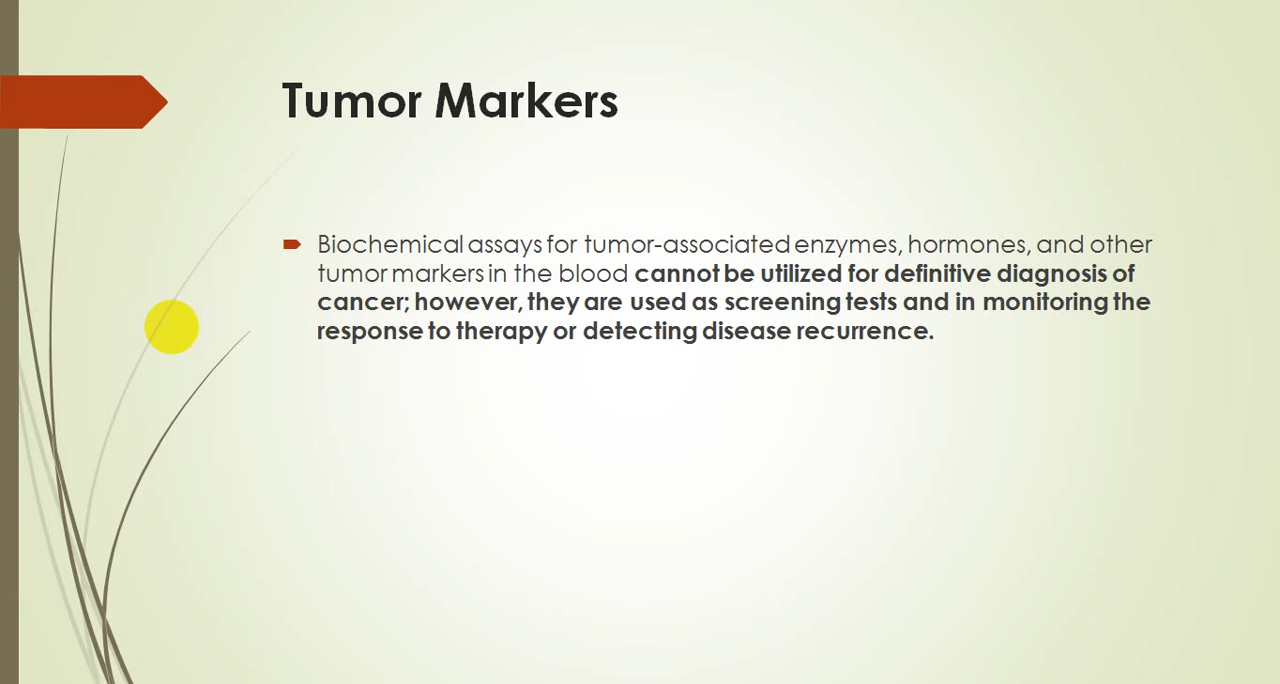 Tumor Markers
Biochemical assays for tumor-associated enzymes, hormones, and other
tumor markers in the blood cannot be utilized for definitive diagnosis of
cancer; however, they are used as screening tests and in monitoring the
response to therapy or detecting disease recurrence.